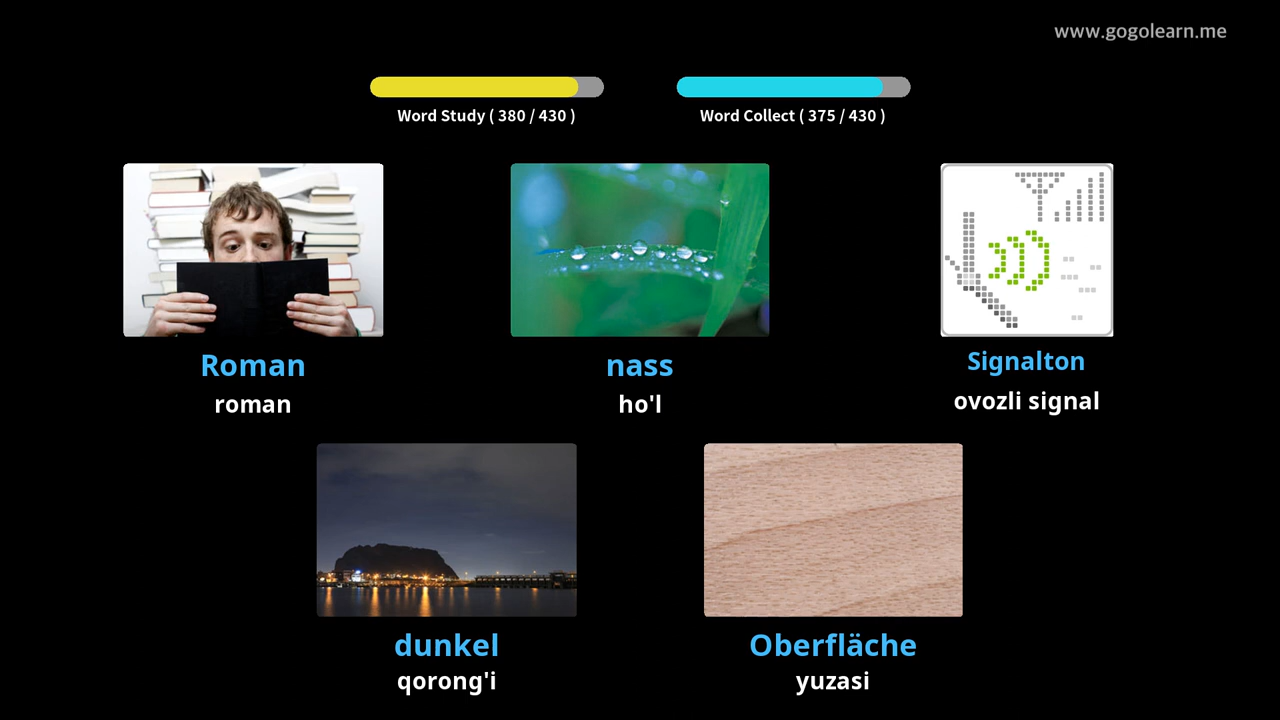 www.gogolearn.me
Word Study ( 380 / 430 )
Word Collect ( 375 / 430 )
Roman
roman
nass
ho'l
Signalton
ovozli signal
dunkel
qorong'i
Oberfläche
yuzasi